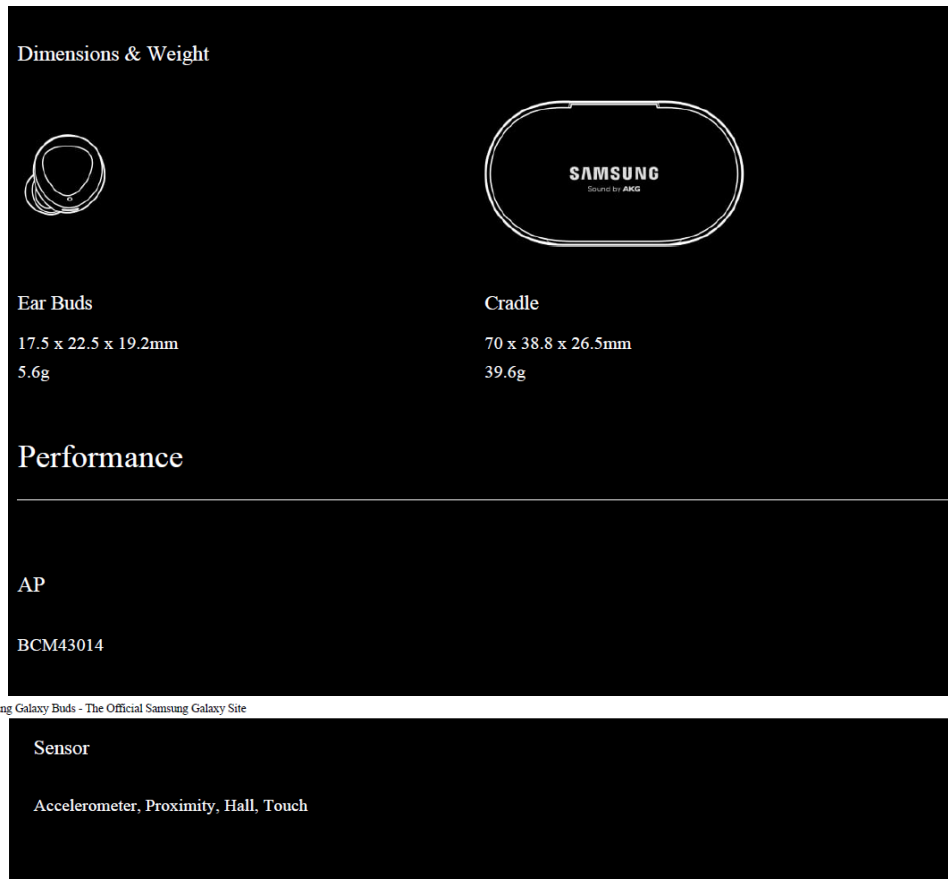 Dimensions & Weight
SAMSUNG
Sound by AKG
Ear Buds
17.5 x 22.5 x 19.2mm
5.6g
Cradle
70 x 38.8 x 26.5mm
39.6g
Performance
AP
BCM43014
ng Galaxy Buds - The Official Samsung Galaxy Site
Sensor
Accelerometer, Proximity, Hall, Touch